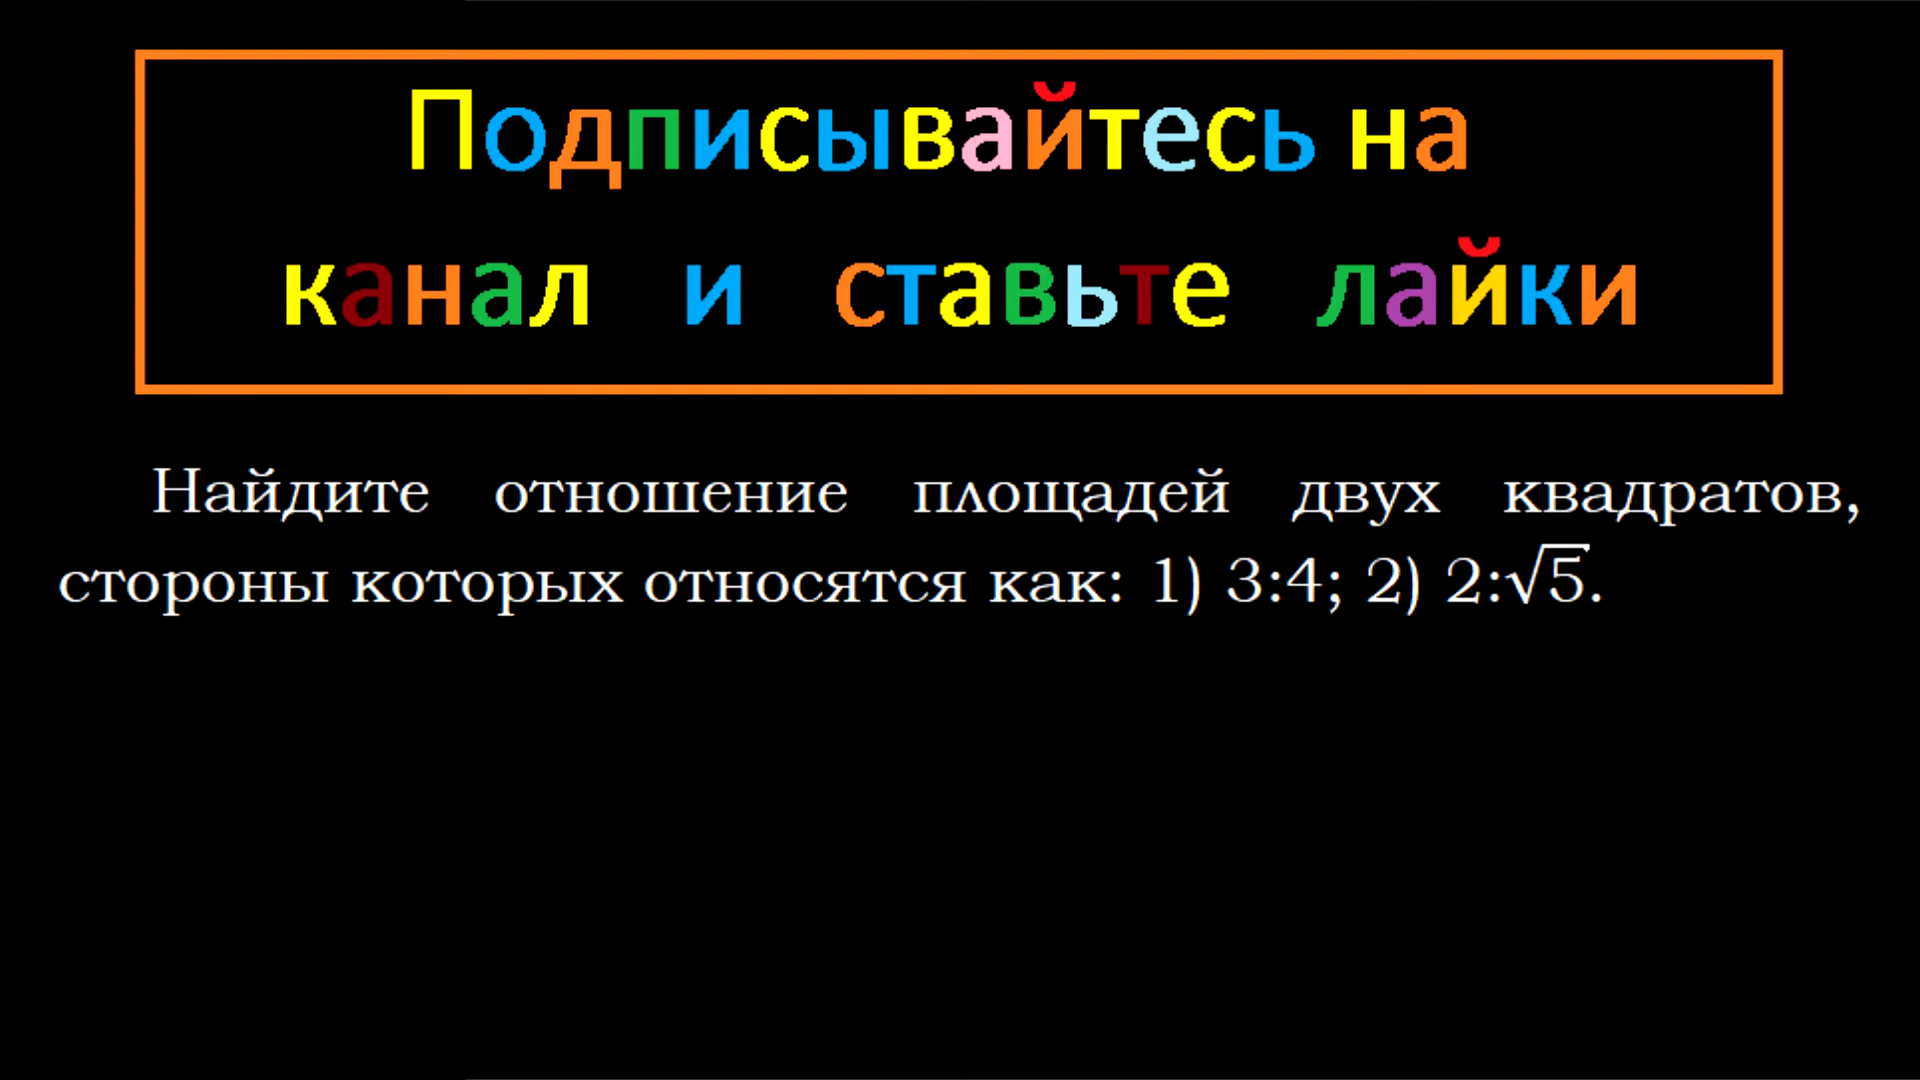 Подписывайтесь на
канал и ставьте лайки
Найдите отношение площадей двух квадратов,
стороны которых относятся как: 1) 3:4; 2) 2:√5.